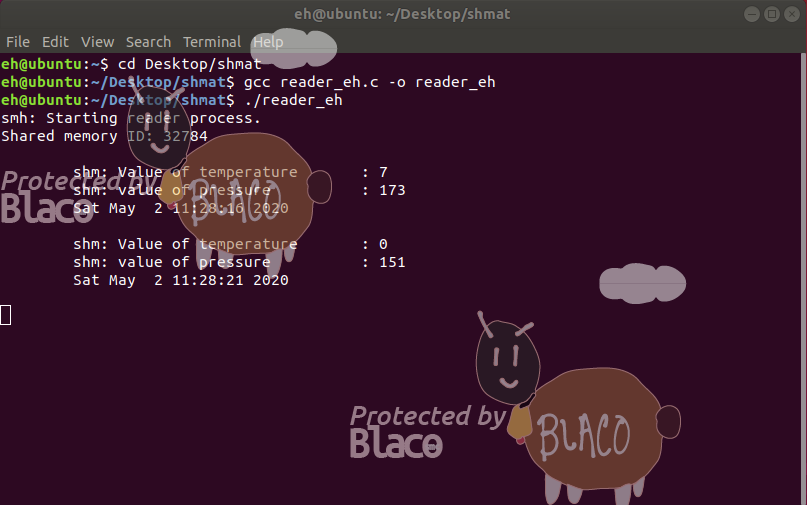 eh@ubuntu: ~/Desktop/shmat
File Edit View Search Terminal Help
eh@ubuntu:~$ cd Desktop/shmat
eh@ubuntu:~/Desktop/shmat$ gcc reader_eh.c -o reader_eh
eh@ubuntu:~/Desktop/shmat$ ./reader_eh
smh: Starting reader process.
Shared memory ID: 32784
shm: Value of temperature : 7
shm: value of pressure : 173
Sat May  2 11:28:16 2020
Protected by
Blaco
BLACO
shm: Value of temperature : 0
shm: value of pressure : 151
Sat May  2 11:28:21 2020
Protected by
Blaco
BLACO